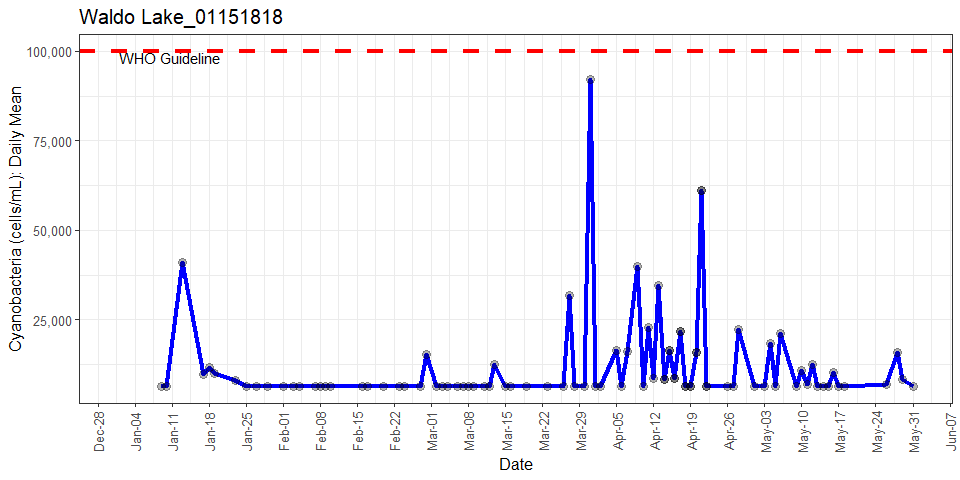 Waldo Lake_01151818
100,000
WHO Guideline
75,000
50,000
25,000
Cyanobacteria (cells/mL): Daily Mean
Dec-28
Jan-04
Jan-11
Jan-18
Jan-25
Feb-01
Feb-08
Feb-15
Feb-22
Mar-01
Mar-08
Mar-15
Mar-22
Mar-29
Apr-05
Apr-12
Apr-19
Apr-26
May-03
May-10
May-17
May-24
May-31
Jun-07
Date